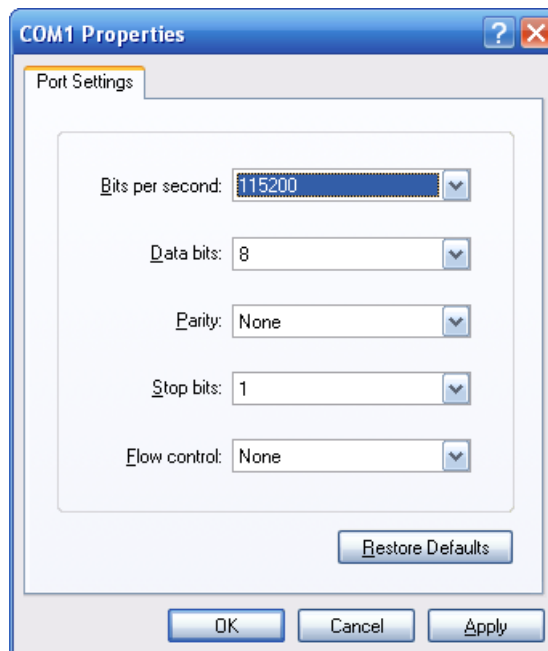 COM1 Properties
Port Settings
Bits per second: 115200
Data bits: 8
Parity: None
Stop bits: 1
Flow control: None
Restore Defaults
OK Cancel Apply